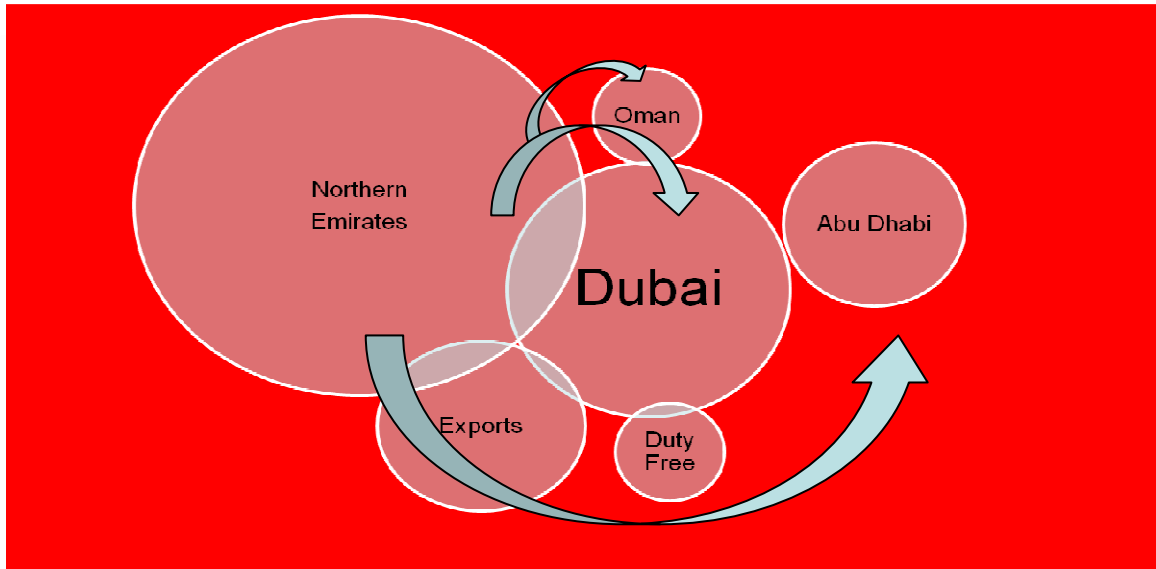 Oman
Northern
Emirates
Abu Dhabi
Dubai
Exports
Duty
Free